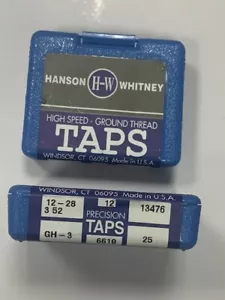 HANSON H-W WHITNEY
HIGH SPEED - GROUND THREAD
TAPS
WINDSOR, CT 06095 Made in U.S.A.
WINDSOR, CT 06095 Made in U.S.A.
12-28 12 13476
3 52 PRECISION
TAPS
GH-3 6610 25